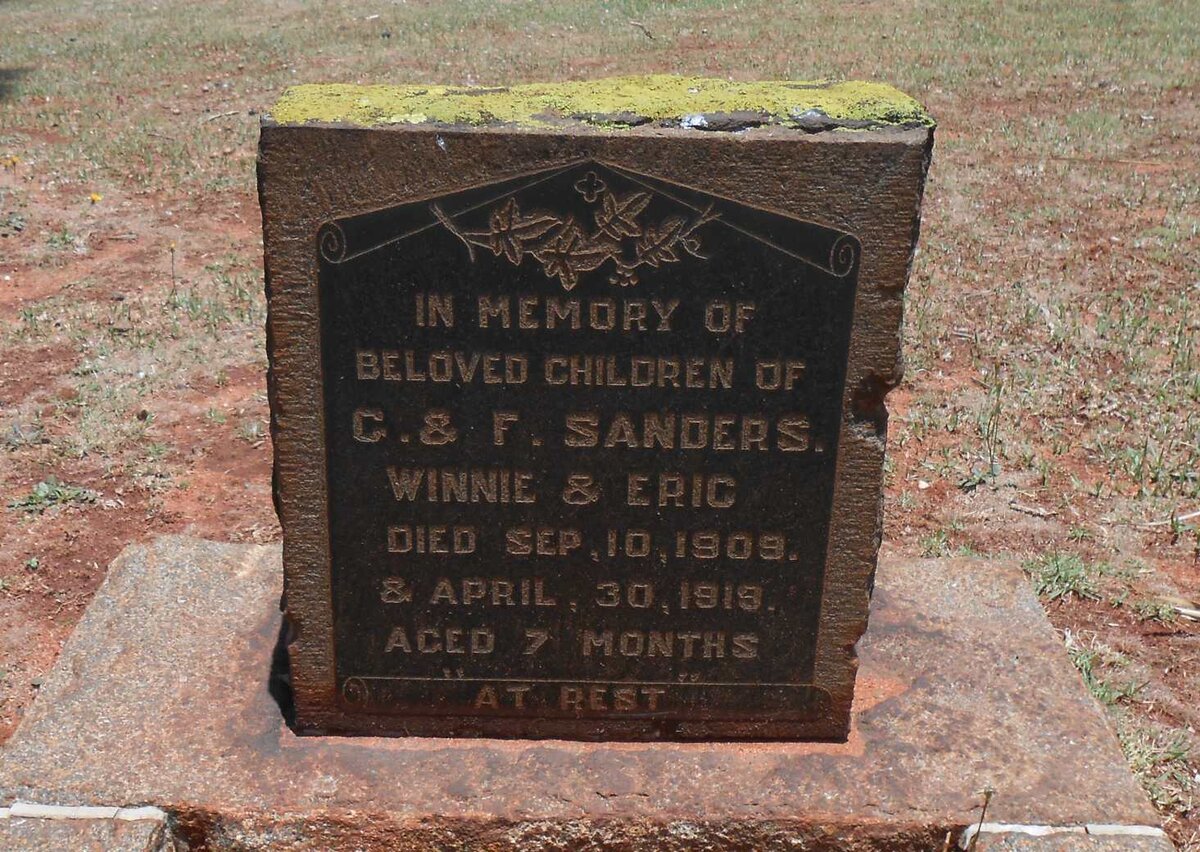 IN MEMORY OF
BELOVED CHILDREN OF
C. & F. SANDERS.
WINNIE & ERIC
DIED SEP, 10, 1909.
& APRIL, 30, 1919.
AGED 7 MONTHS
"AT REST"